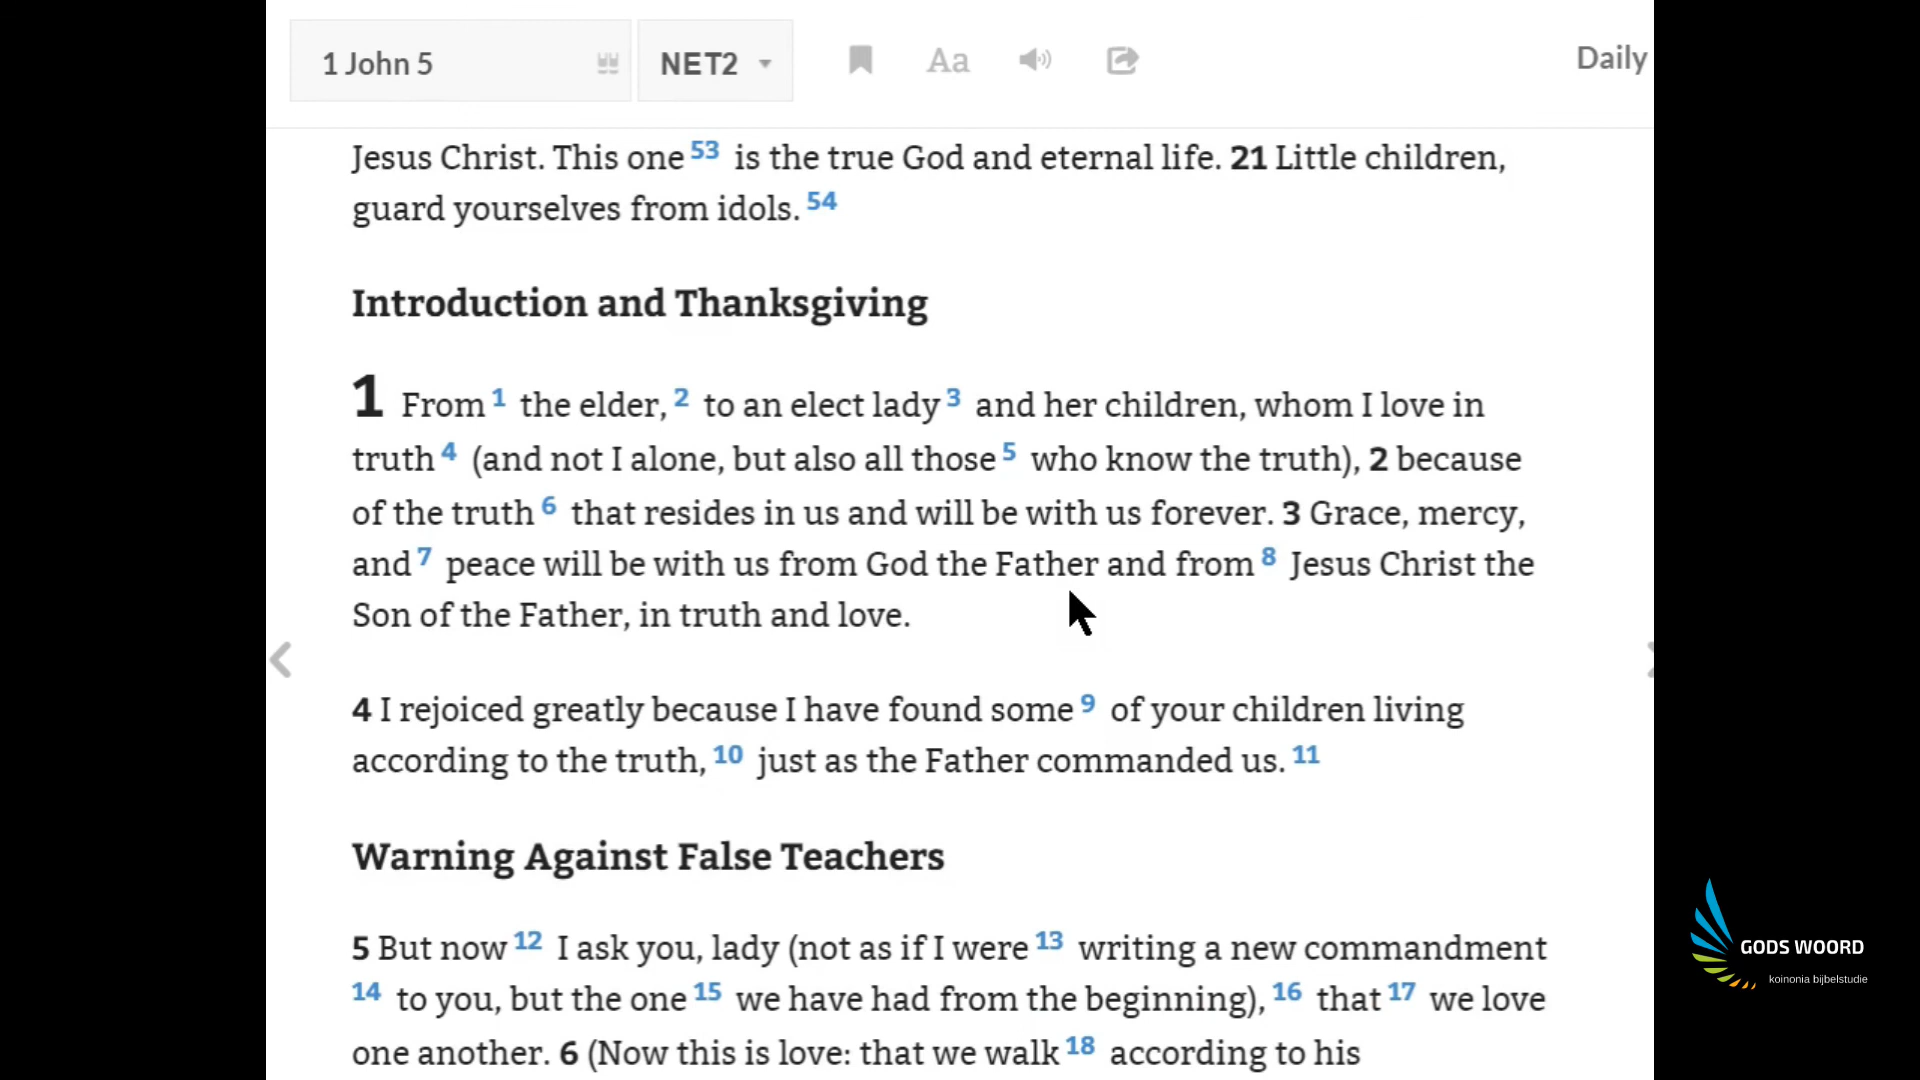 1 John 5 NET2 Aa Daily
Jesus Christ. This one 53 is the true God and eternal life. 21 Little children,
guard yourselves from idols. 54
Introduction and Thanksgiving
1 From 1 the elder, 2 to an elect lady 3 and her children, whom I love in
truth 4 (and not I alone, but also all those 5 who know the truth), 2 because
of the truth 6 that resides in us and will be with us forever. 3 Grace, mercy,
and 7 peace will be with us from God the Father and from 8 Jesus Christ the
Son of the Father, in truth and love.
4 I rejoiced greatly because I have found some 9 of your children living
according to the truth, 10 just as the Father commanded us. 11
Warning Against False Teachers
5 But now 12 I ask you, lady (not as if I were 13 writing a new commandment
14 to you, but the one 15 we have had from the beginning), 16 that 17 we love
one another. 6 (Now this is love: that we walk 18 according to his
GODS WOORD
koinonia bijbelstudie